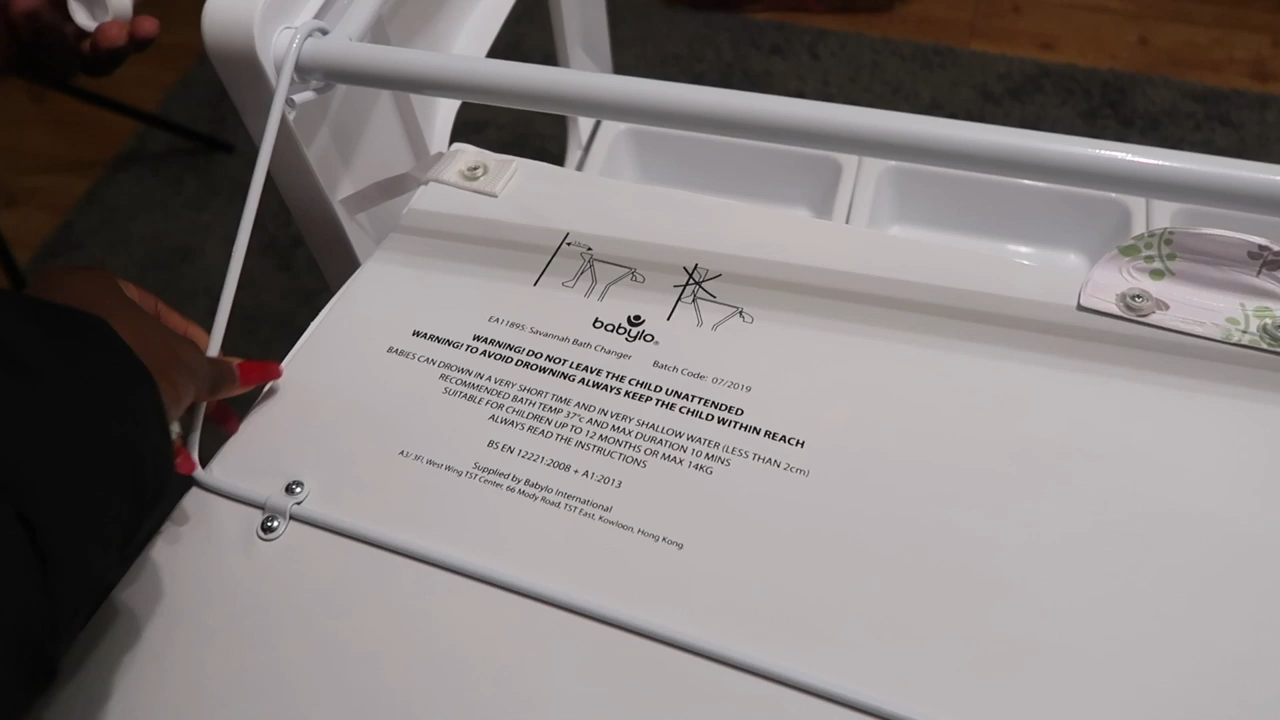 babylo®
EA11895: Savannah Bath Changer Batch Code: 07/2019
WARNING! DO NOT LEAVE THE CHILD UNATTENDED
WARNING! TO AVOID DROWNING ALWAYS KEEP THE CHILD WITHIN REACH
BABIES CAN DROWN IN A VERY SHORT TIME AND IN VERY SHALLOW WATER (LESS THAN 2cm)
RECOMMENDED BATH TEMP 37°c AND MAX DURATION 10 MINS
SUITABLE FOR CHILDREN UP TO 12 MONTHS OR MAX 14KG
ALWAYS READ THE INSTRUCTIONS
BS EN 12221:2008 + A1:2013
Supplied by Babylo International
A3/ 3Fl, West Wing TST Center, 66 Mody Road, TST East, Kowloon, Hong Kong